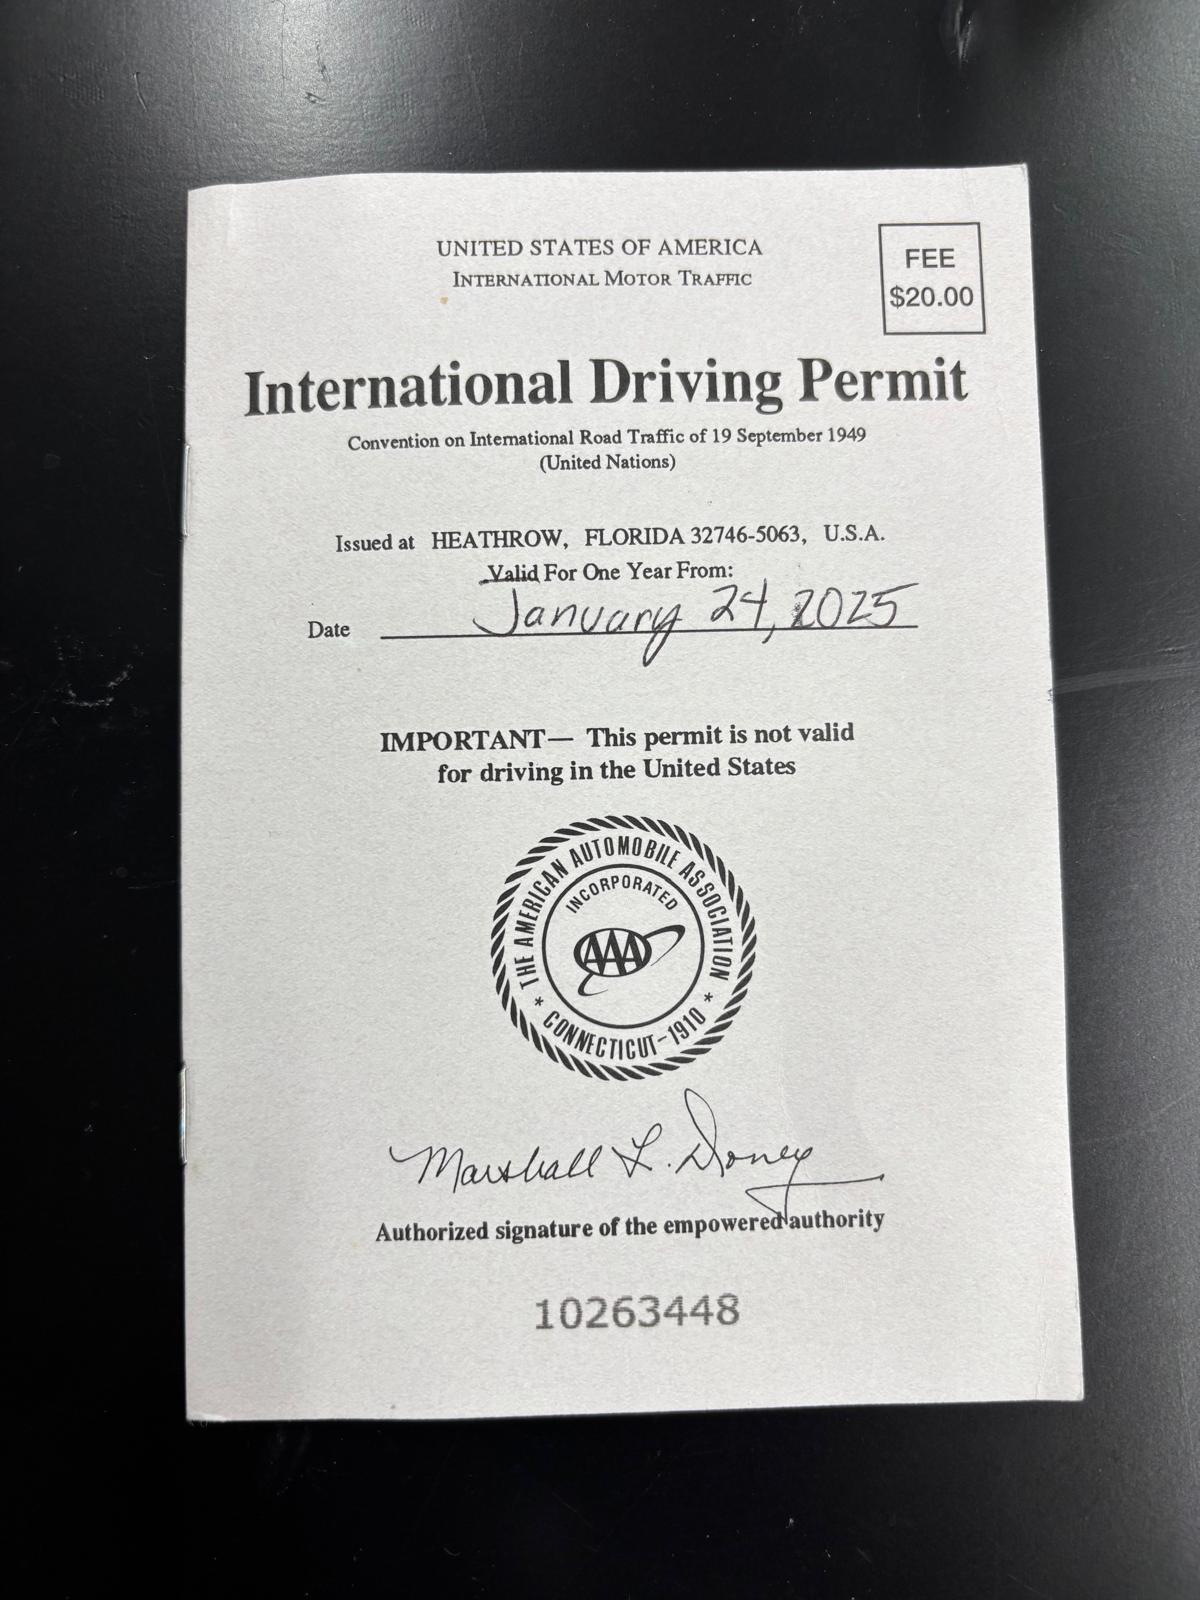 UNITED STATES OF AMERICA
INTERNATIONAL MOTOR TRAFFIC
FEE
$20.00
International Driving Permit
Convention on International Road Traffic of 19 September 1949
(United Nations)
Issued at HEATHROW, FLORIDA 32746-5063, U.S.A.
Valid For One Year From:
Date January 24, 2025
IMPORTANT— This permit is not valid
for driving in the United States
THE AMERICAN AUTOMOBILE ASSOCIATION
INCORPORATED
AAA
* CONNECTICUT-1910 *
Marshall L. Doney
Authorized signature of the empowered authority
10263448